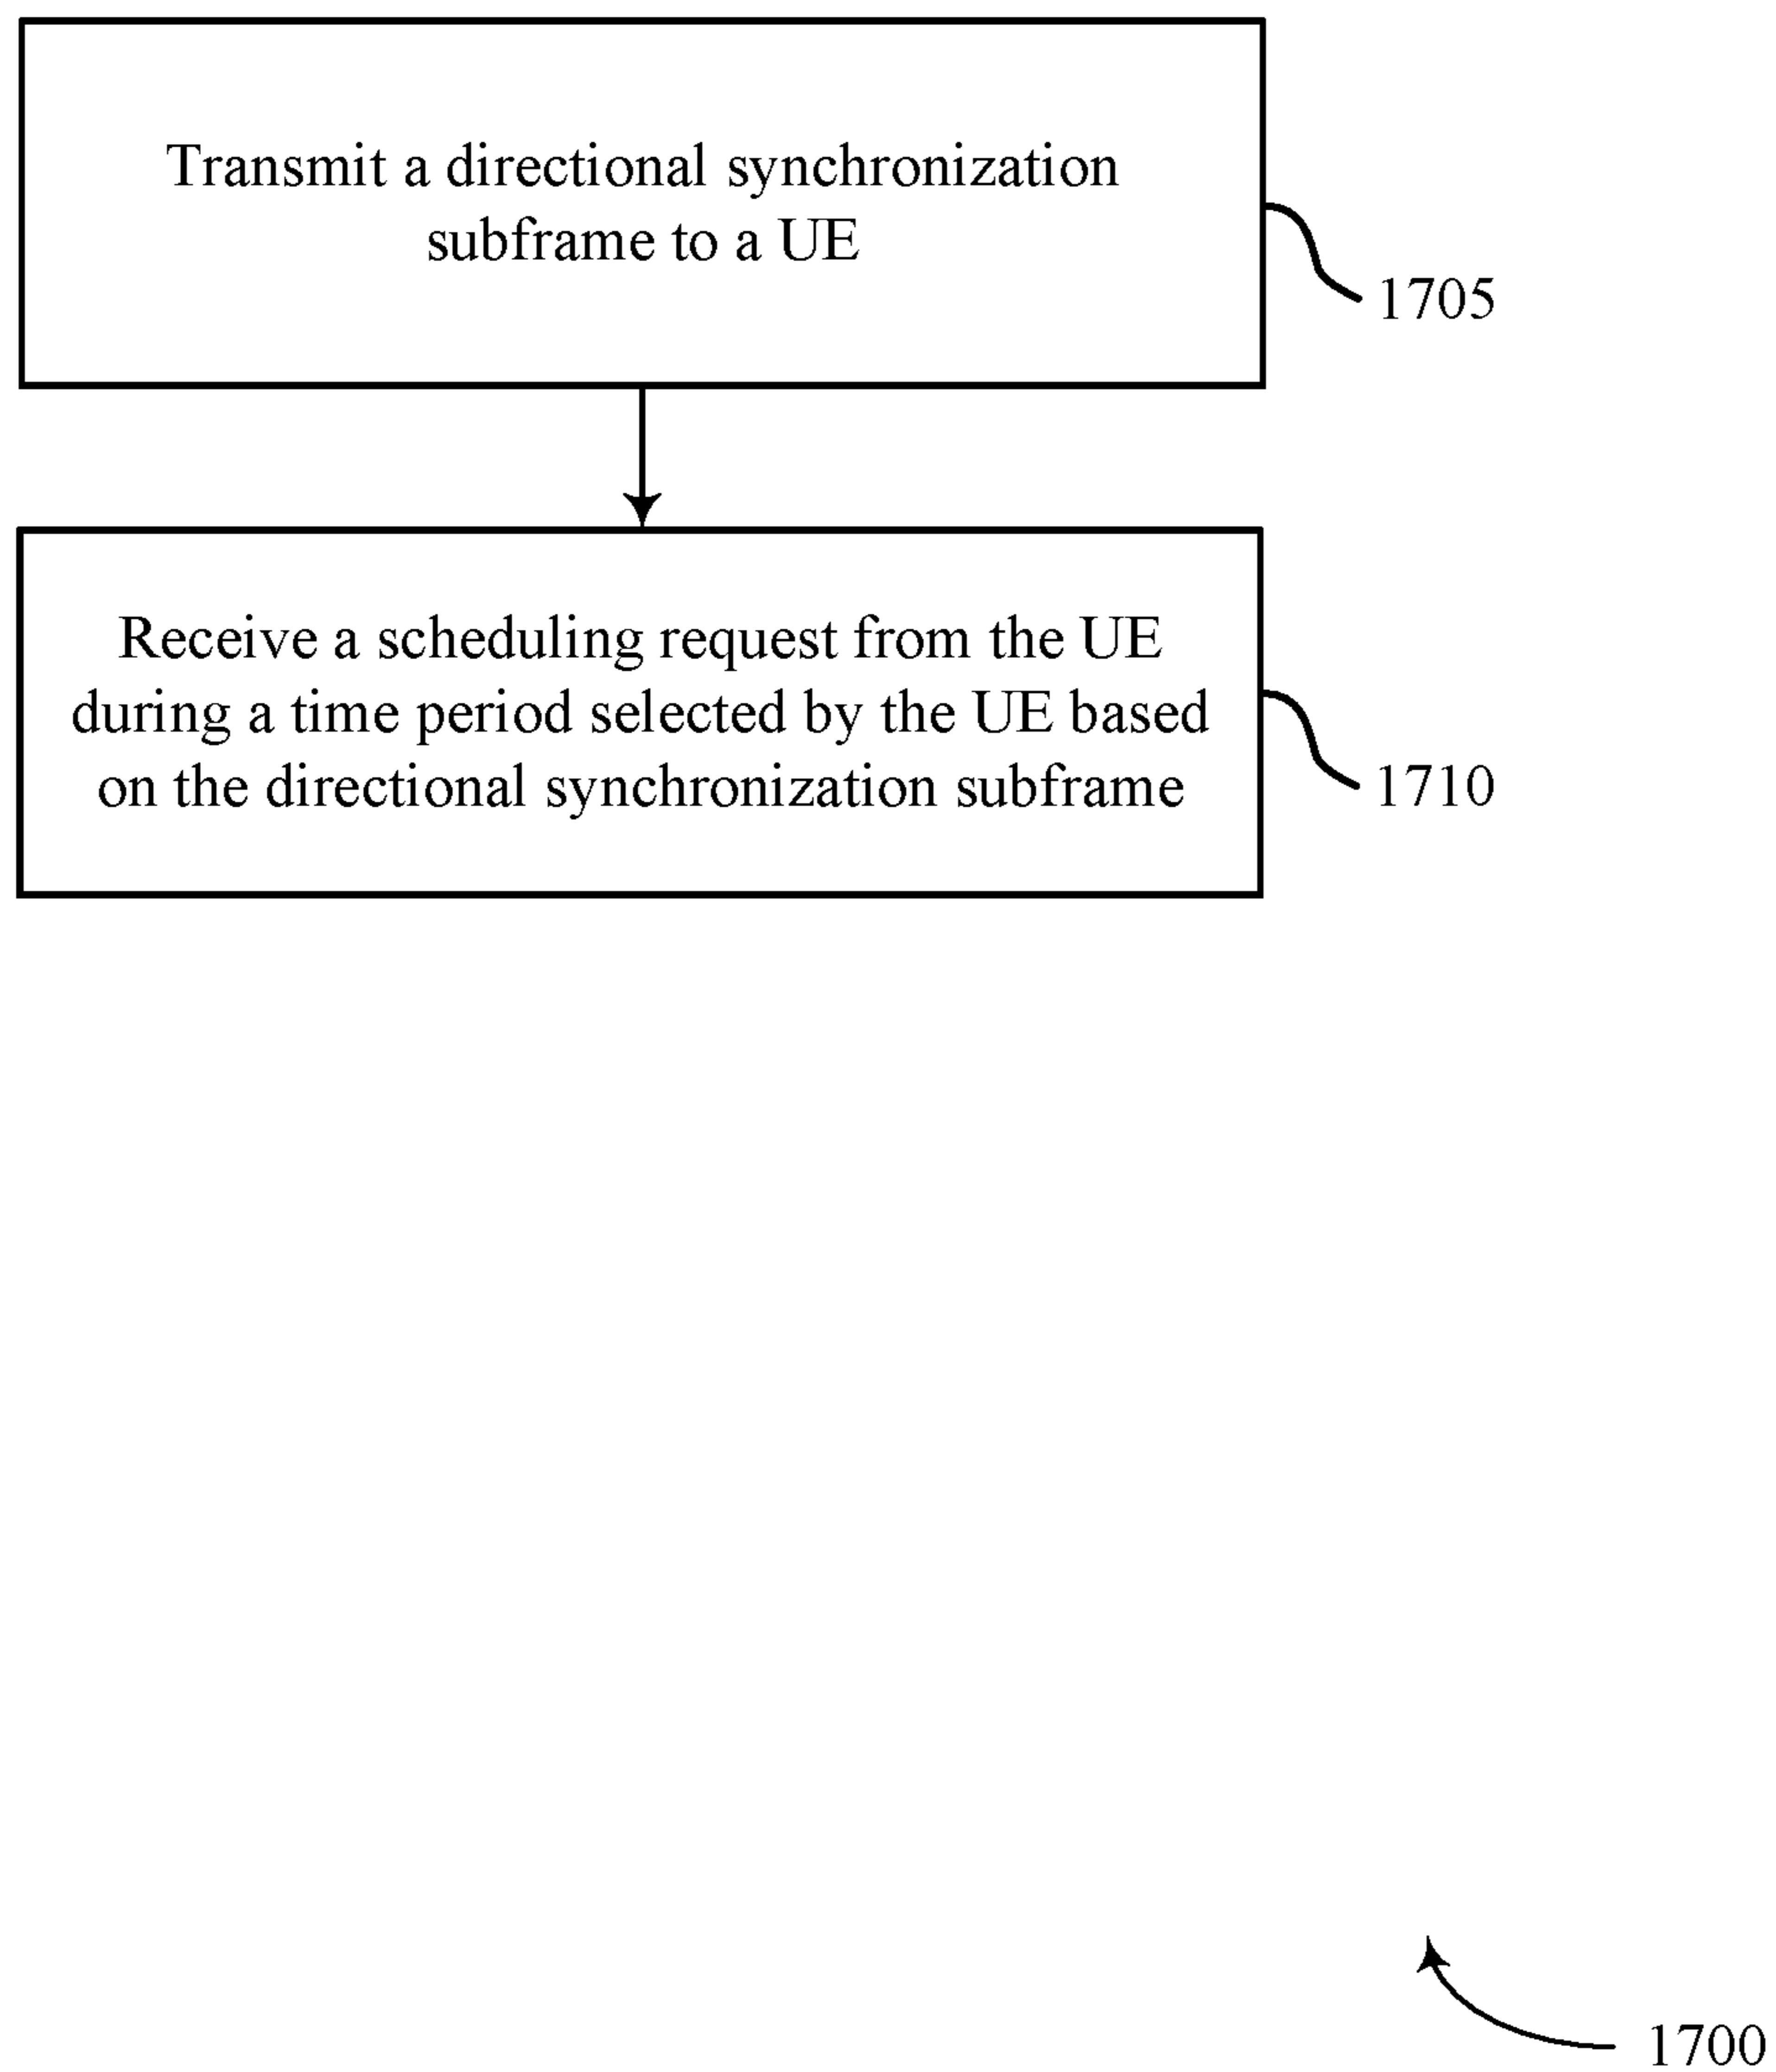 Transmit a directional synchronization
subframe to a UE
1705
Receive a scheduling request from the UE
during a time period selected by the UE based
on the directional synchronization subframe
1710
1700